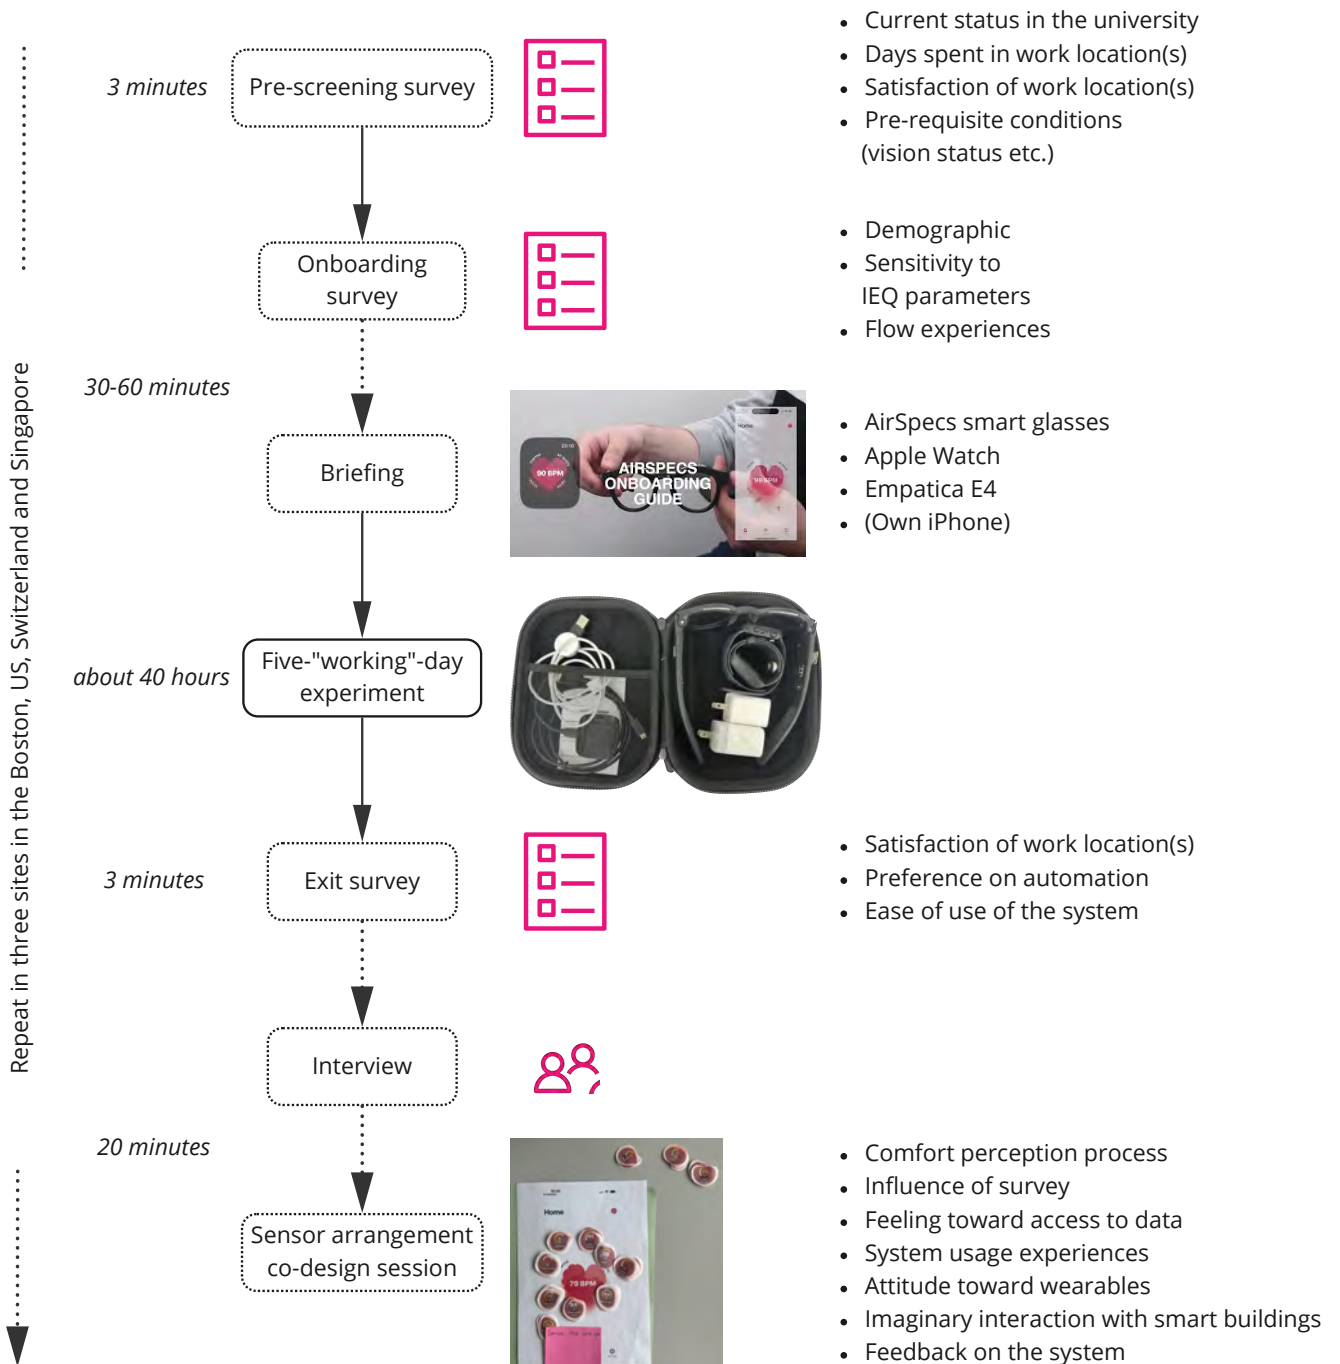 Repeat in three sites in the Boston, US, Switzerland and Singapore
3 minutes
Pre-screening survey
• Current status in the university
• Days spent in work location(s)
• Satisfaction of work location(s)
• Pre-requisite conditions
(vision status etc.)
Onboarding
survey
• Demographic
• Sensitivity to
IEQ parameters
• Flow experiences
30-60 minutes
Briefing
90 BPM
AIRSPECS
ONBOARDING
GUIDE
Home
• AirSpecs smart glasses
• Apple Watch
• Empatica E4
• (Own iPhone)
about 40 hours
Five-"working"-day
experiment
3 minutes
Exit survey
• Satisfaction of work location(s)
• Preference on automation
• Ease of use of the system
Interview
20 minutes
Sensor arrangement
co-design session
Home
79 BPM
• Comfort perception process
• Influence of survey
• Feeling toward access to data
• System usage experiences
• Attitude toward wearables
• Imaginary interaction with smart buildings
• Feedback on the system